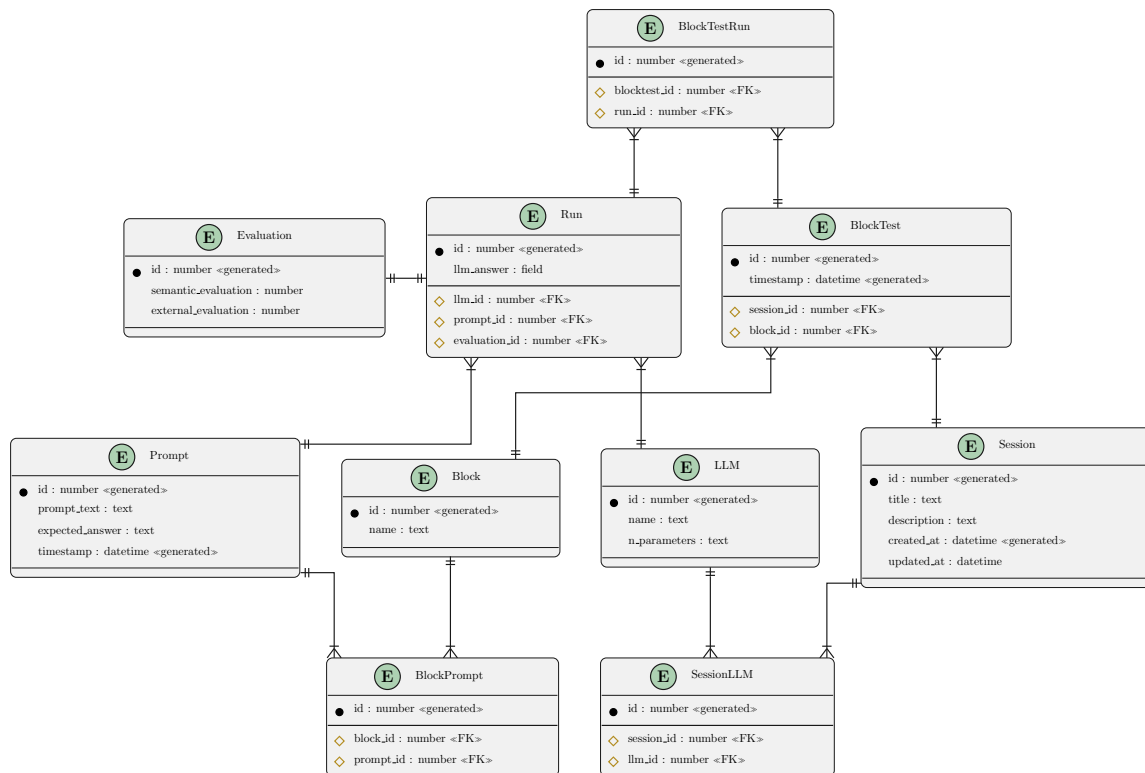 E BlockTestRun
id : number «generated»
blocktest_id : number «FK»
run_id : number «FK»
E Evaluation
id : number «generated»
semantic_evaluation : number
external_evaluation : number
E Run
id : number «generated»
llm_answer : field
llm_id : number «FK»
prompt_id : number «FK»
evaluation_id : number «FK»
E BlockTest
id : number «generated»
timestamp : datetime «generated»
session_id : number «FK»
block_id : number «FK»
E Prompt
id : number «generated»
prompt_text : text
expected_answer : text
timestamp : datetime «generated»
E Block
id : number «generated»
name : text
E LLM
id : number «generated»
name : text
n_parameters : text
E Session
id : number «generated»
title : text
description : text
created_at : datetime «generated»
updated_at : datetime
E BlockPrompt
id : number «generated»
block_id : number «FK»
prompt_id : number «FK»
E SessionLLM
id : number «generated»
session_id : number «FK»
llm_id : number «FK»